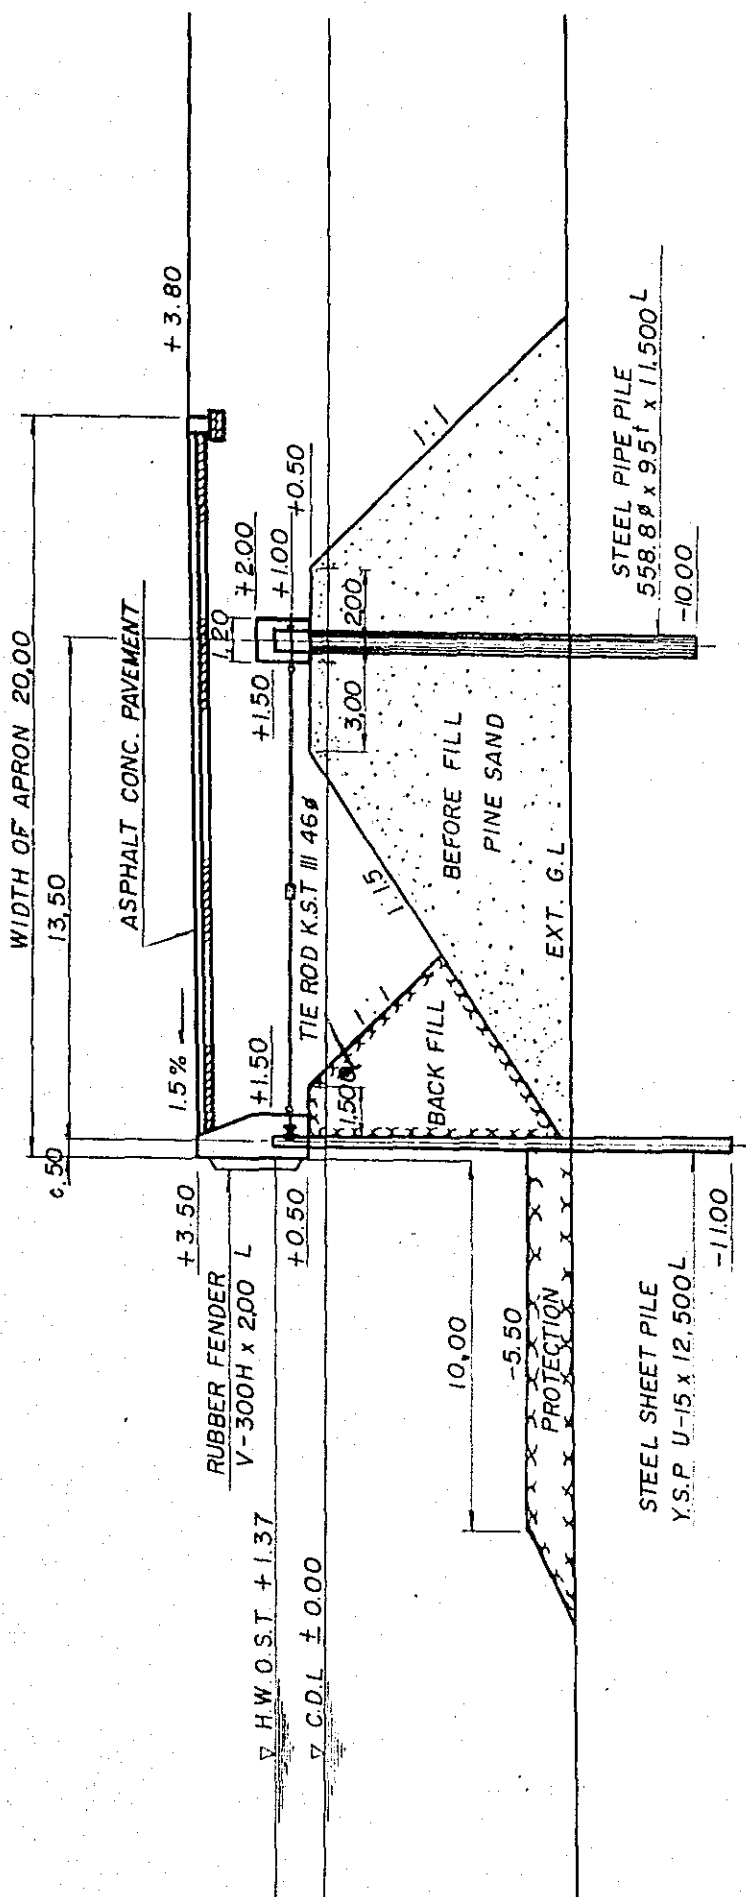 WIDTH OF APRON 20,00
13,50
0.50
ASPHALT CONC. PAVEMENT
1.5%
+3.80
+3.50
+1.50
+0.50
RUBBER FENDER
V-300H x 2,00 L
▽ H.W.O.S.T +1.37
▽ C.D.L ± 0.00
TIE ROD K.S.T III 46ø
+1.50
1.20
+2.00
+1.00
+0.50
3,00
2,00
1:1
1:1.5
1:1
1.500
BACK FILL
BEFORE FILL
PINE SAND
EXT. G.L
10,00
-5.50
PROTECTION
STEEL SHEET PILE
Y.S.P U-15 x 12,500L
-11.00
STEEL PIPE PILE
558.8ø x 9.5t x 11,500L
-10.00